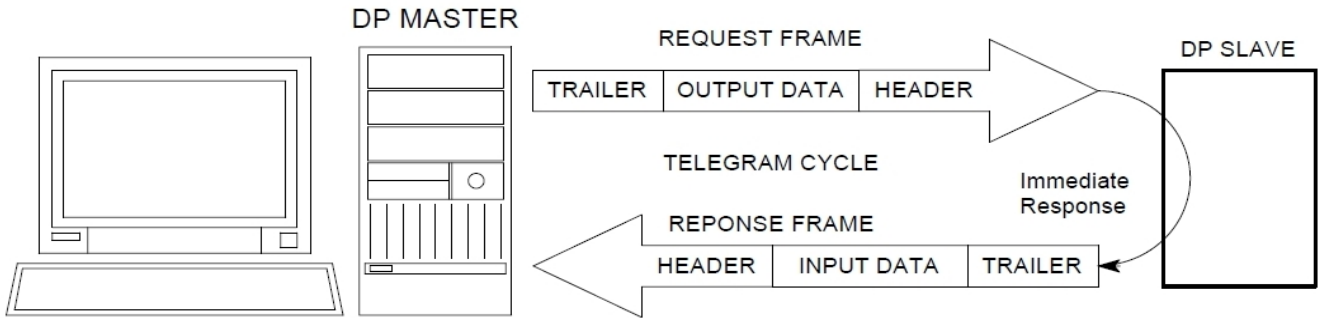 DP MASTER
REQUEST FRAME
DP SLAVE
TRAILER OUTPUT DATA HEADER
TELEGRAM CYCLE
Immediate
Response
REPONSE FRAME
HEADER INPUT DATA TRAILER